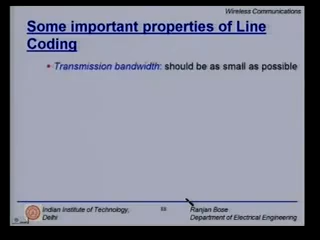 Wireless Communications
Some important properties of Line
Coding
Transmission bandwidth: should be as small as possible
Indian Institute of Technology,
Delhi
Ranjan Bose
Department of Electrical Engineering